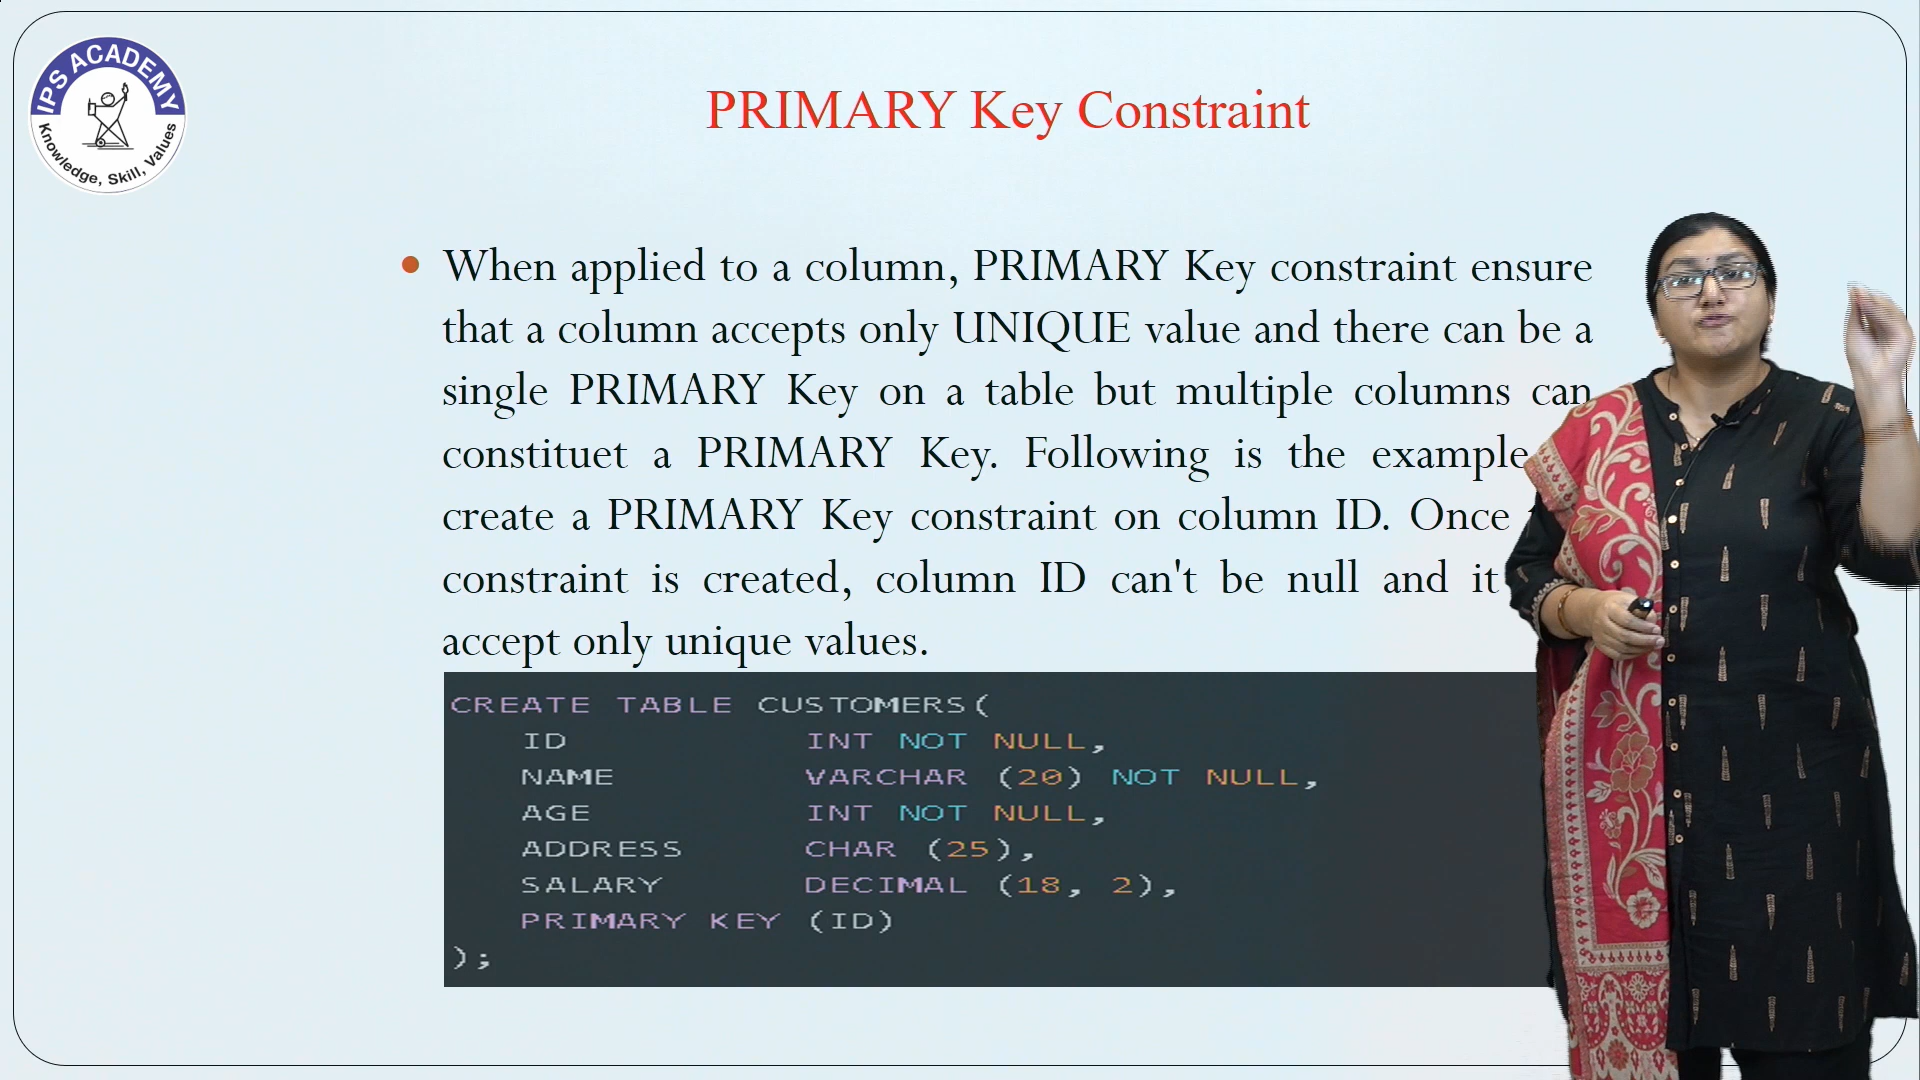 IPS ACADEMY
Knowledge, Skill, Values
PRIMARY Key Constraint
When applied to a column, PRIMARY Key constraint ensure
that a column accepts only UNIQUE value and there can be a
single PRIMARY Key on a table but multiple columns can
constituet a PRIMARY Key. Following is the example
create a PRIMARY Key constraint on column ID. Once
constraint is created, column ID can't be null and it
accept only unique values.
CREATE TABLE CUSTOMERS(
ID INT NOT NULL,
NAME VARCHAR (20) NOT NULL,
AGE INT NOT NULL,
ADDRESS CHAR (25),
SALARY DECIMAL (18, 2),
PRIMARY KEY (ID)
);